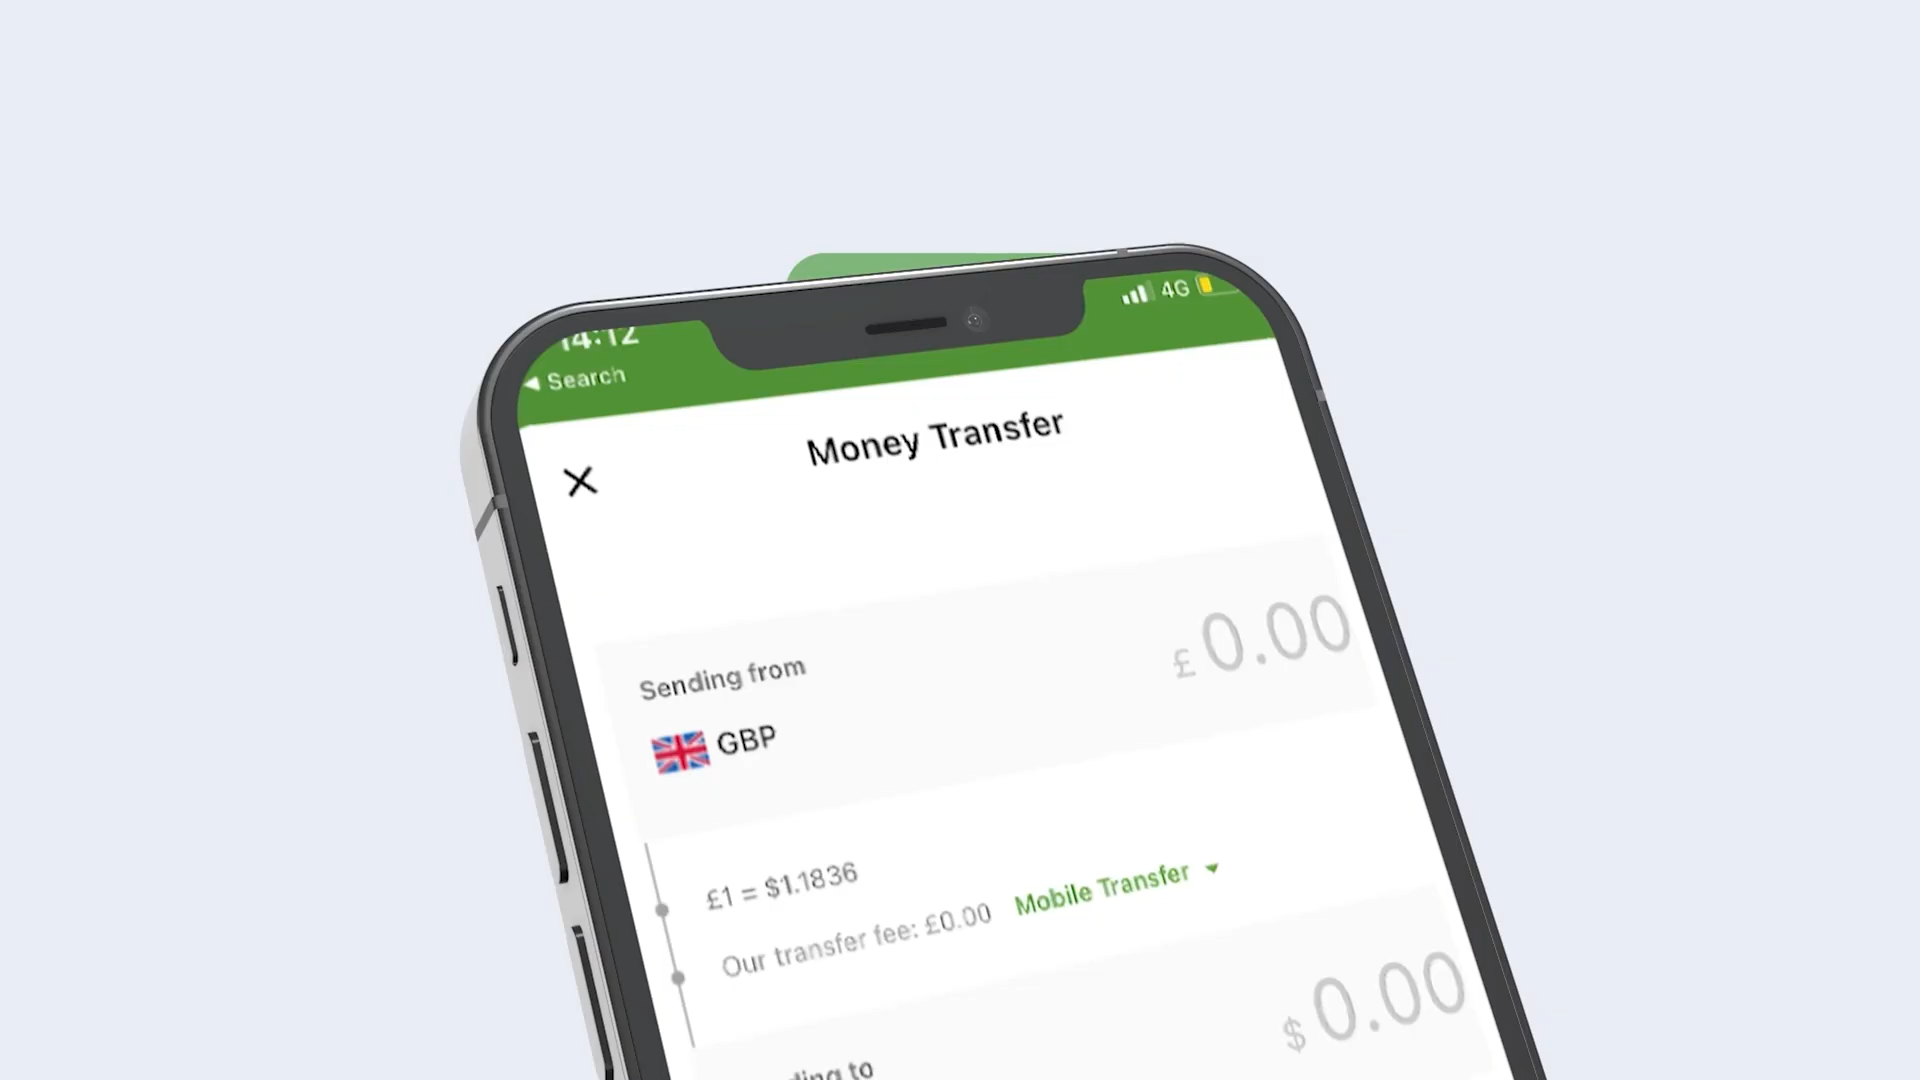 14:12
4G
◀ Search
Money Transfer
Sending from
£0.00
GBP
£1 = $1.1836
Our transfer fee: £0.00 Mobile Transfer
$0.00
to